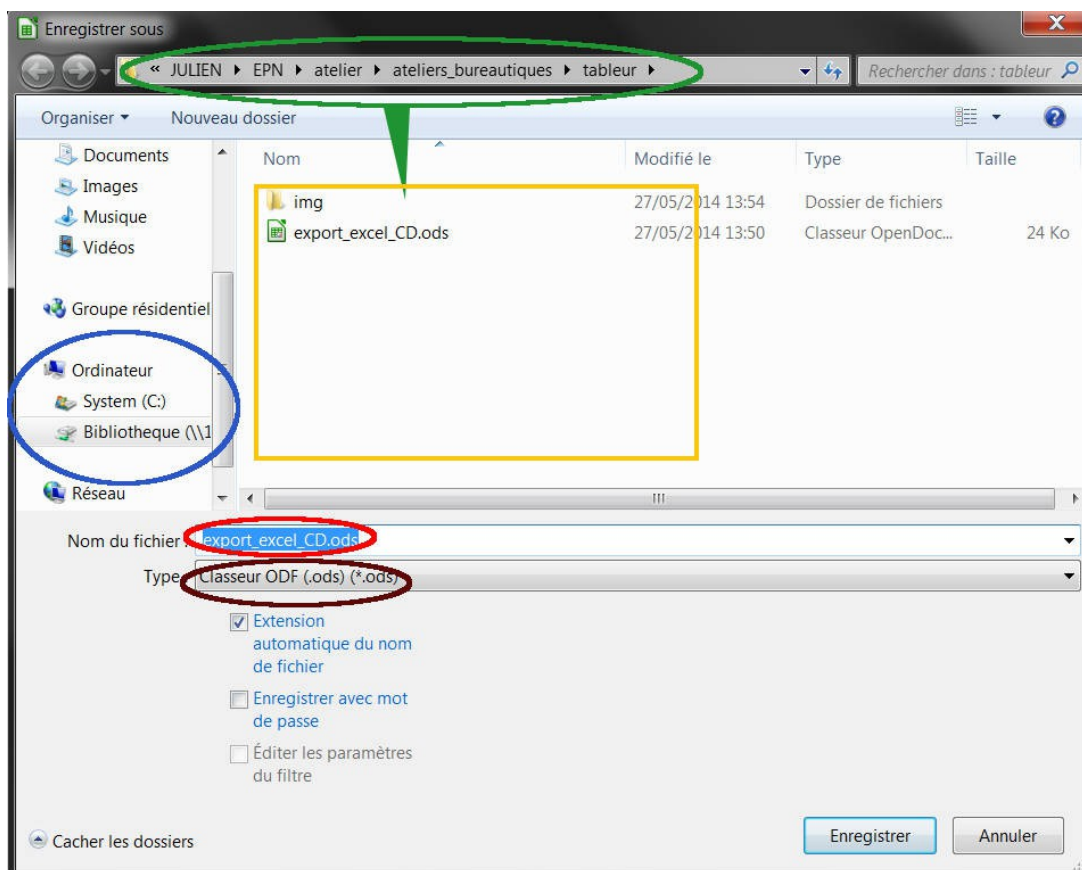 Enregistrer sous
« JULIEN ▸ EPN ▸ atelier ▸ ateliers_bureautiques ▸ tableur ▸
Rechercher dans : tableur
Organiser ▾ Nouveau dossier
Documents
Images
Musique
Vidéos
Groupe résidentiel
Ordinateur
System (C:)
Bibliotheque (\\1
Réseau
Nom Modifié le Type Taille
img 27/05/2014 13:54 Dossier de fichiers
export_excel_CD.ods 27/05/2014 13:50 Classeur OpenDoc... 24 Ko
Nom du fichier : export_excel_CD.ods
Type Classeur ODF (.ods) (*.ods)
Extension
automatique du nom
de fichier
Enregistrer avec mot
de passe
Éditer les paramètres
du filtre
Cacher les dossiers
Enregistrer Annuler